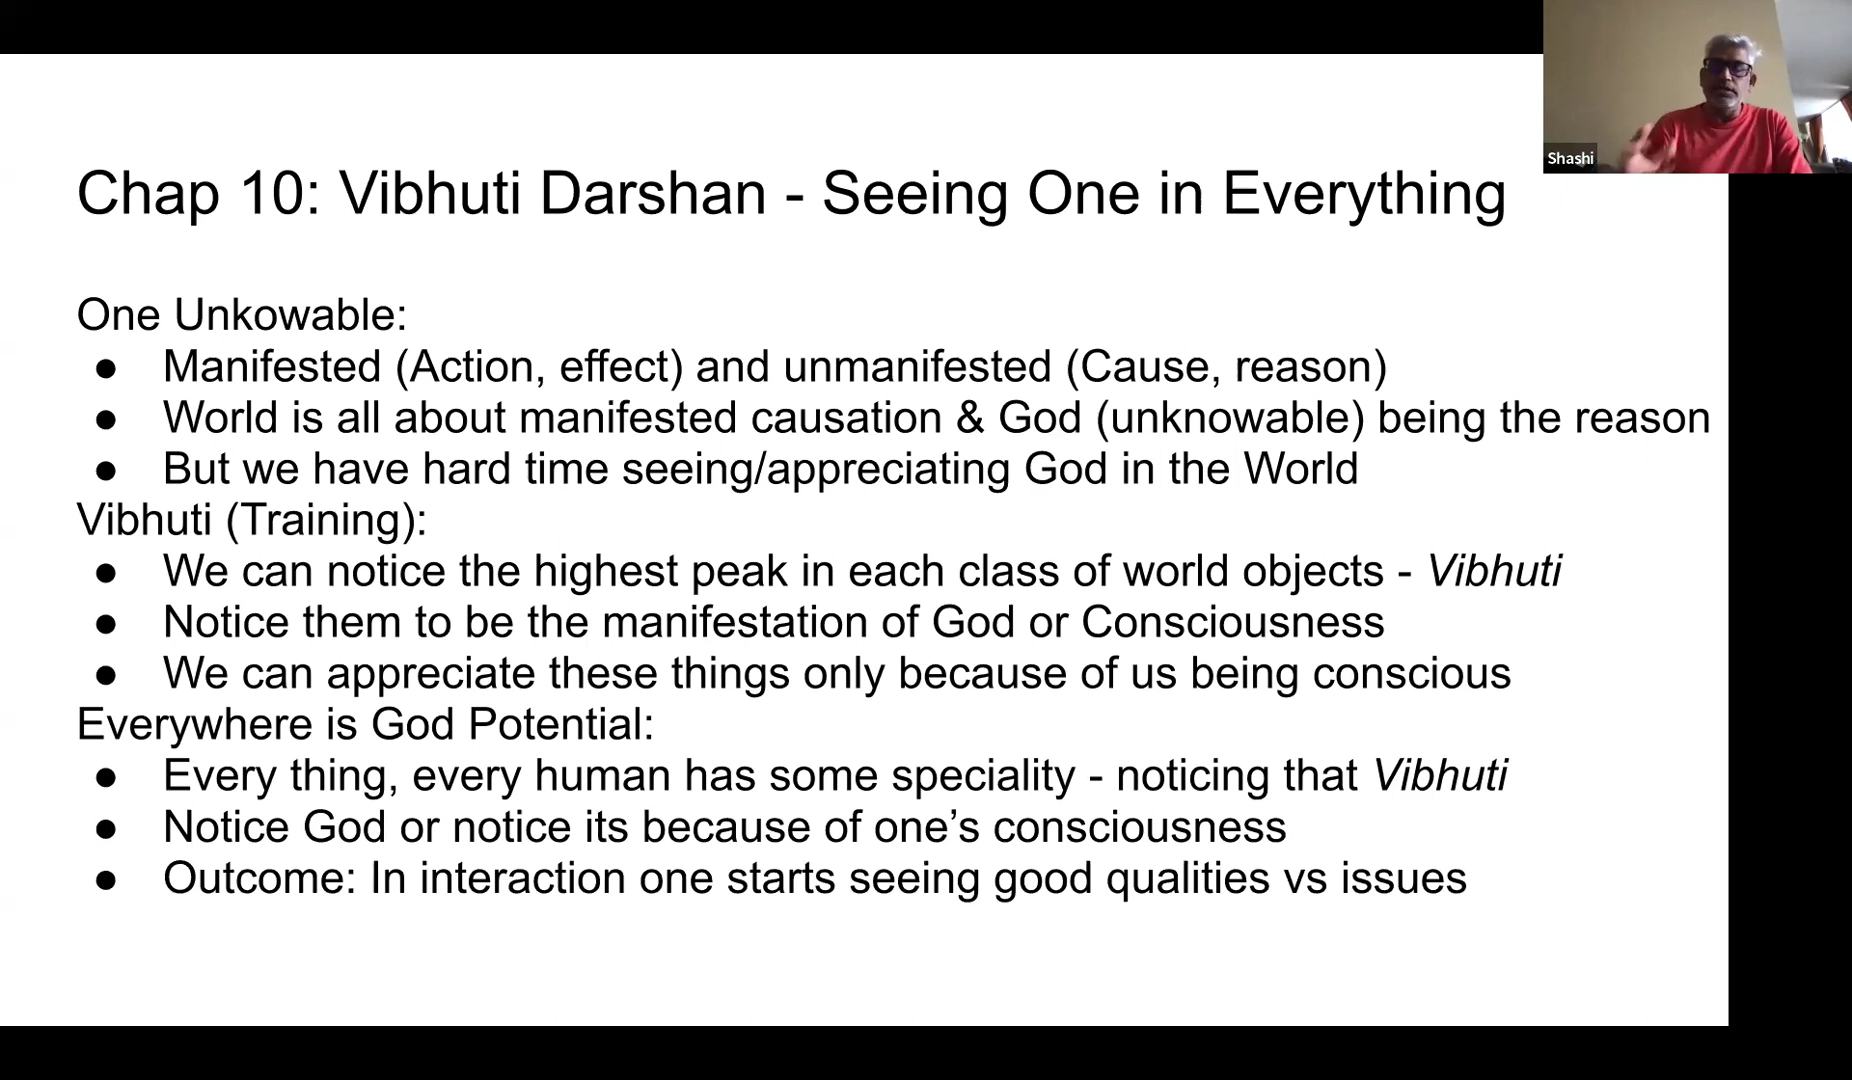 Shashi
Chap 10: Vibhuti Darshan - Seeing One in Everything
One Unkowable:
● Manifested (Action, effect) and unmanifested (Cause, reason)
● World is all about manifested causation & God (unknowable) being the reason
● But we have hard time seeing/appreciating God in the World
Vibhuti (Training):
● We can notice the highest peak in each class of world objects - Vibhuti
● Notice them to be the manifestation of God or Consciousness
● We can appreciate these things only because of us being conscious
Everywhere is God Potential:
● Every thing, every human has some speciality - noticing that Vibhuti
● Notice God or notice its because of one’s consciousness
● Outcome: In interaction one starts seeing good qualities vs issues